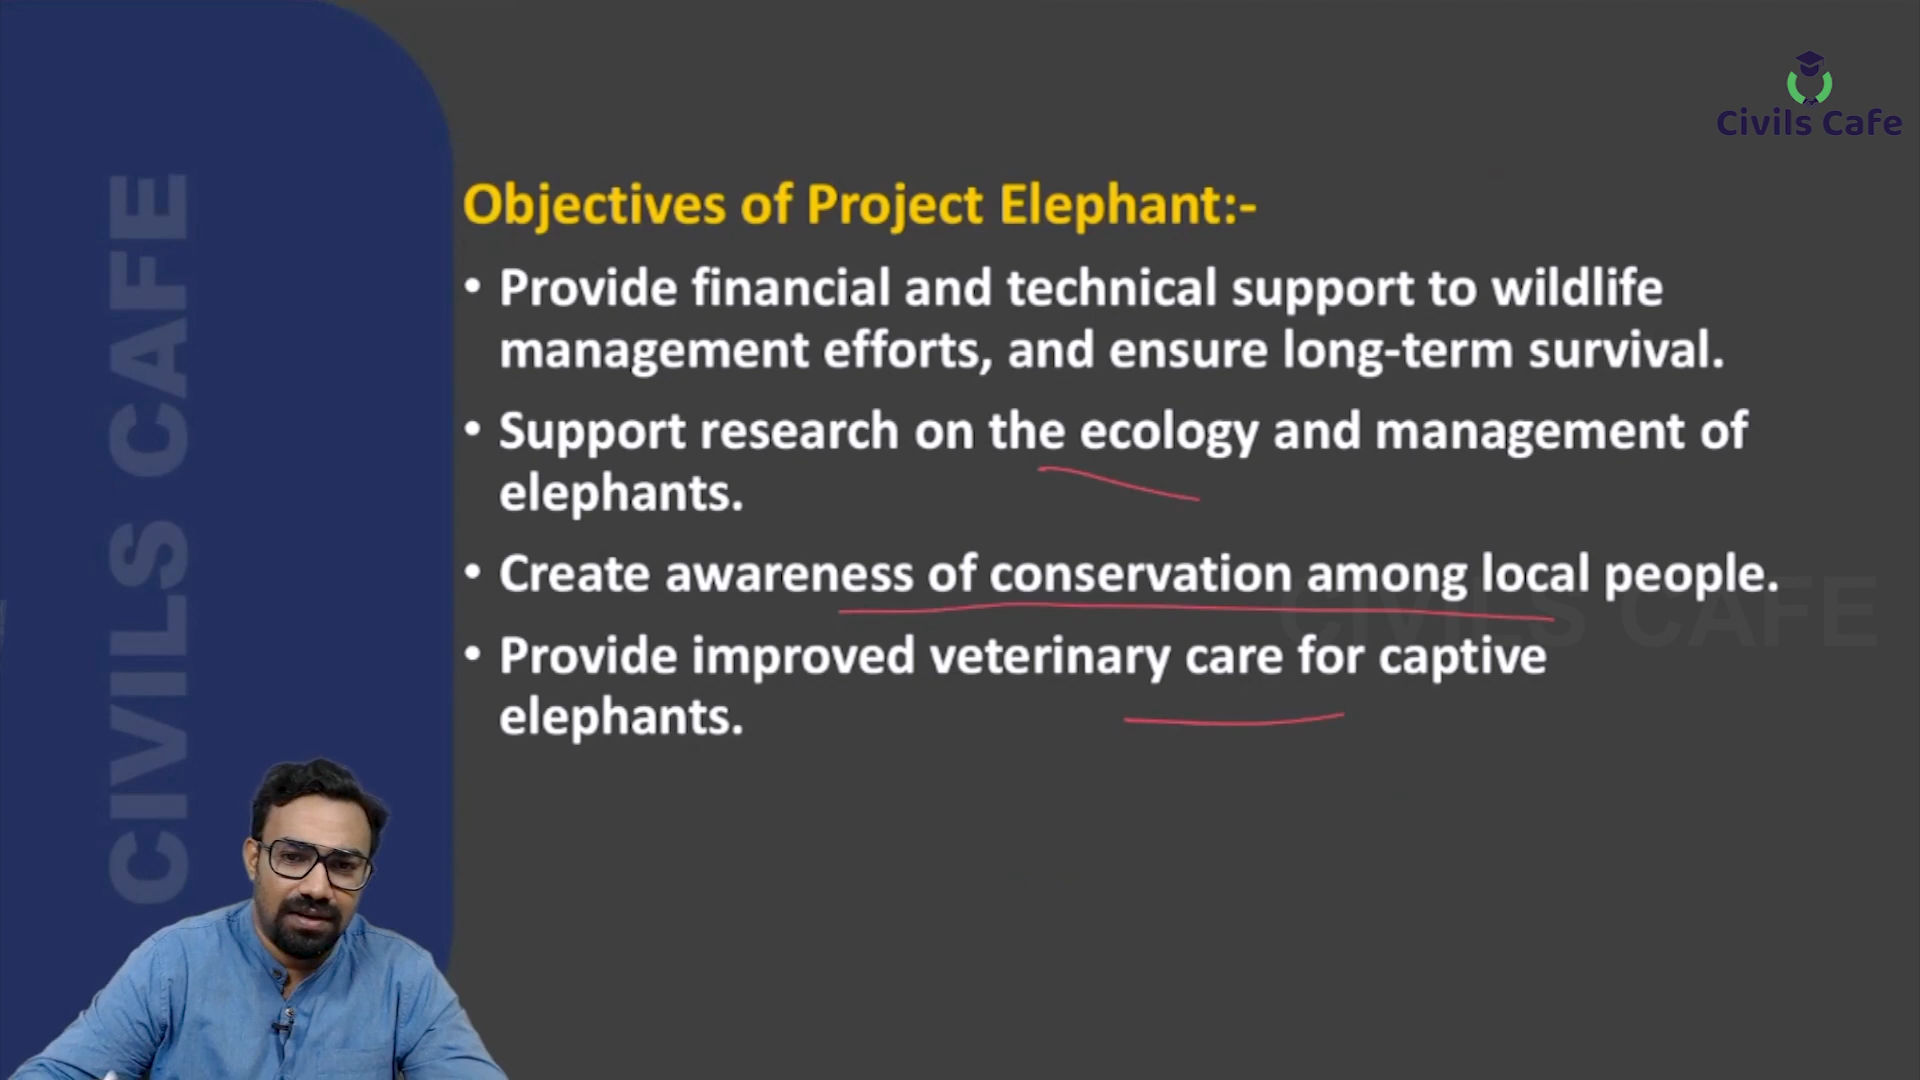 Civils Cafe
CIVILS CAFE
Objectives of Project Elephant:-
• Provide financial and technical support to wildlife
management efforts, and ensure long-term survival.
• Support research on the ecology and management of
elephants.
• Create awareness of conservation among local people.
CIVILS CAFE
• Provide improved veterinary care for captive
elephants.